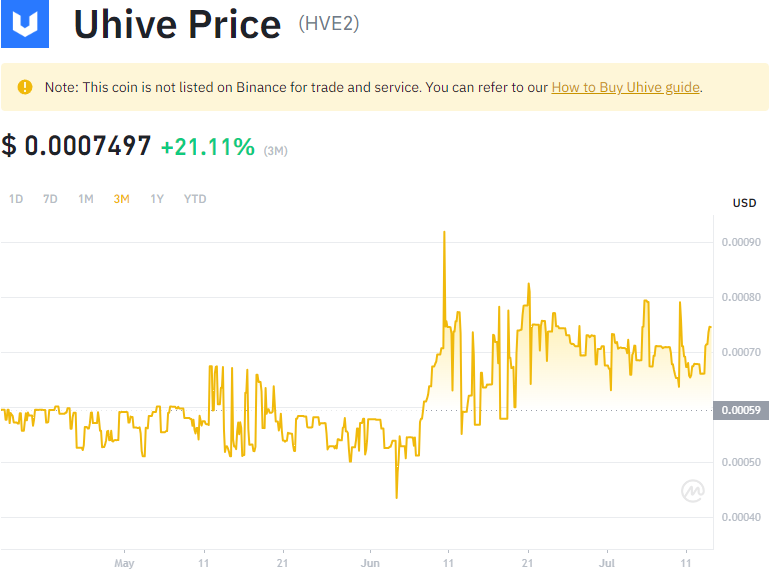 Uhive Price (HVE2)
Note: This coin is not listed on Binance for trade and service. You can refer to our How to Buy Uhive guide.
$ 0.0007497 +21.11% (3M)
1D 7D 1M 3M 1Y YTD
USD
0.00090
0.00080
0.00070
0.00059
0.00050
0.00040
May 11 21 Jun 11 21 Jul 11